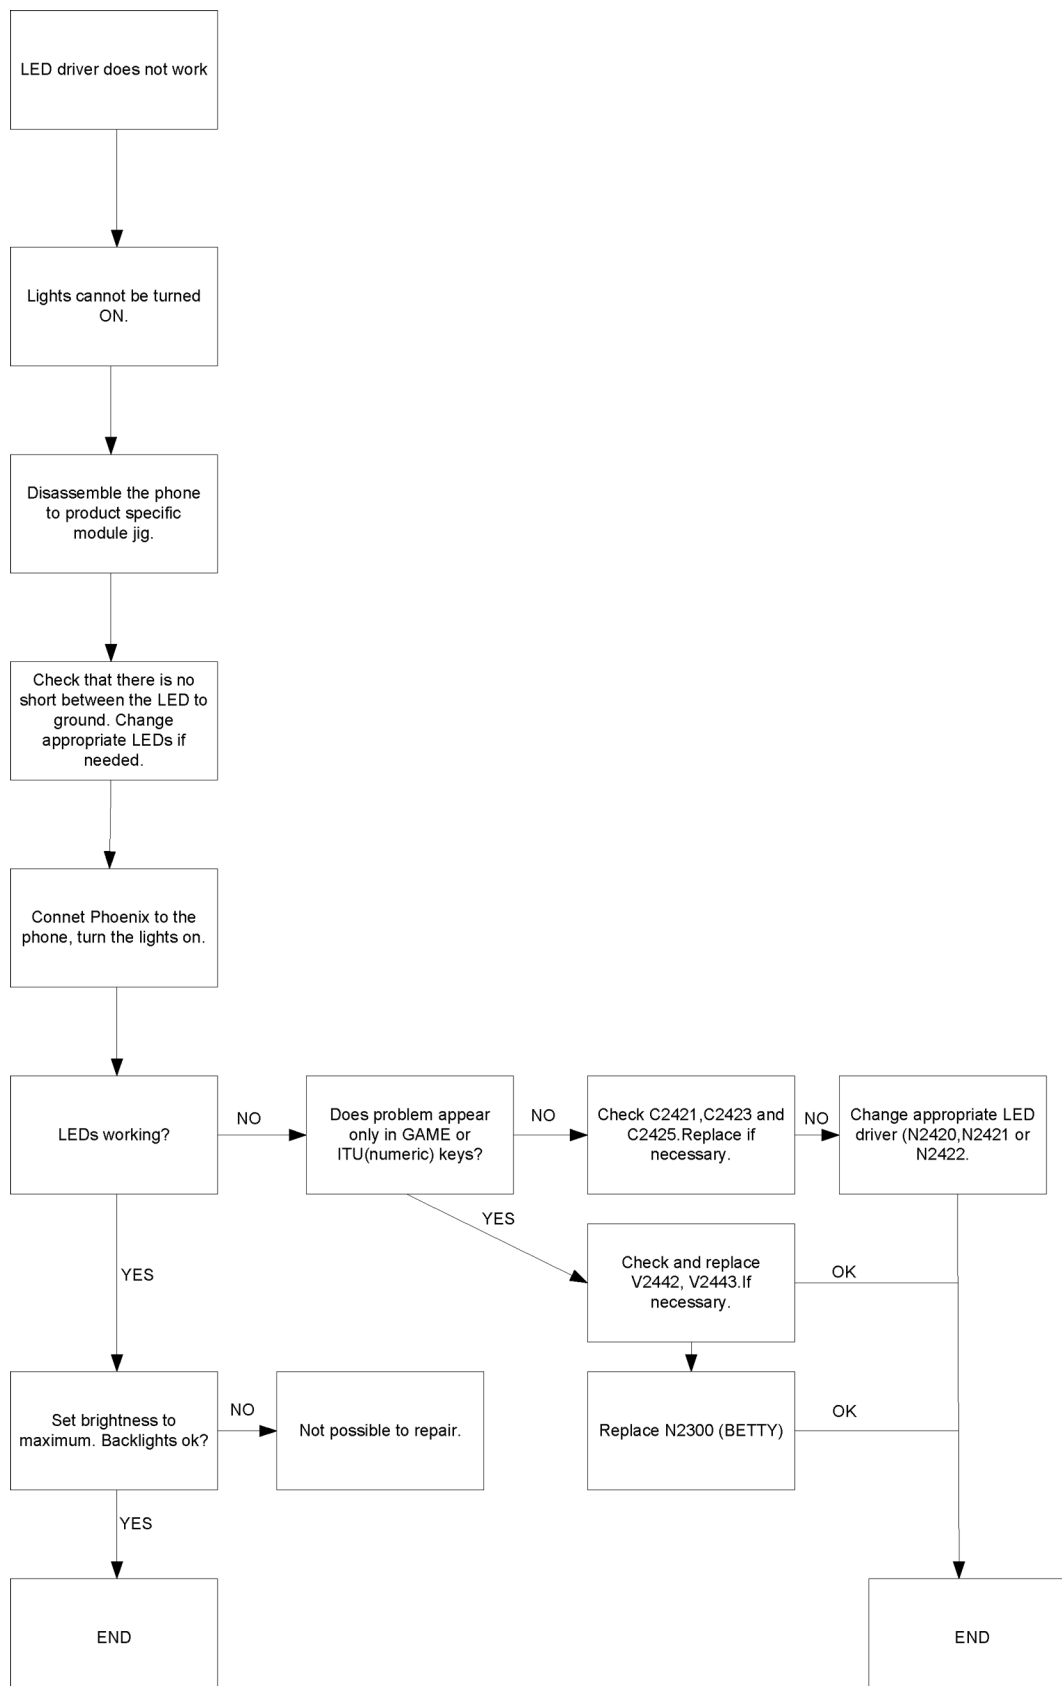 LED driver does not work
Lights cannot be turned
ON.
Disassemble the phone
to product specific
module jig.
Check that there is no
short between the LED to
ground. Change
appropriate LEDs if
needed.
Connet Phoenix to the
phone, turn the lights on.
LEDs working?
NO
Does problem appear
only in GAME or
ITU(numeric) keys?
NO
Check C2421,C2423 and
C2425.Replace if
necessary.
NO
Change appropriate LED
driver (N2420,N2421 or
N2422.
YES
Check and replace
V2442, V2443.If
necessary.
OK
YES
Set brightness to
maximum. Backlights ok?
NO
Not possible to repair.
Replace N2300 (BETTY)
OK
YES
END
END